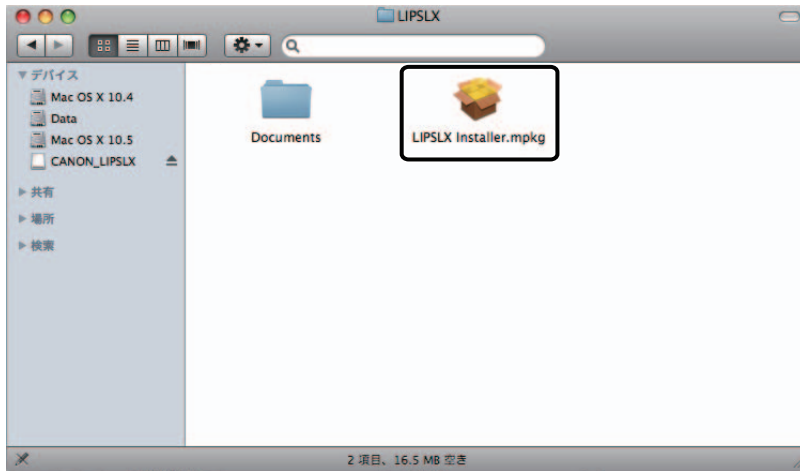 LIPSLX
デバイス
Mac OS X 10.4
Data
Mac OS X 10.5
CANON_LIPSLX
共有
場所
検索
Documents
LIPSLX Installer.mpkg
2 項目、16.5 MB 空き